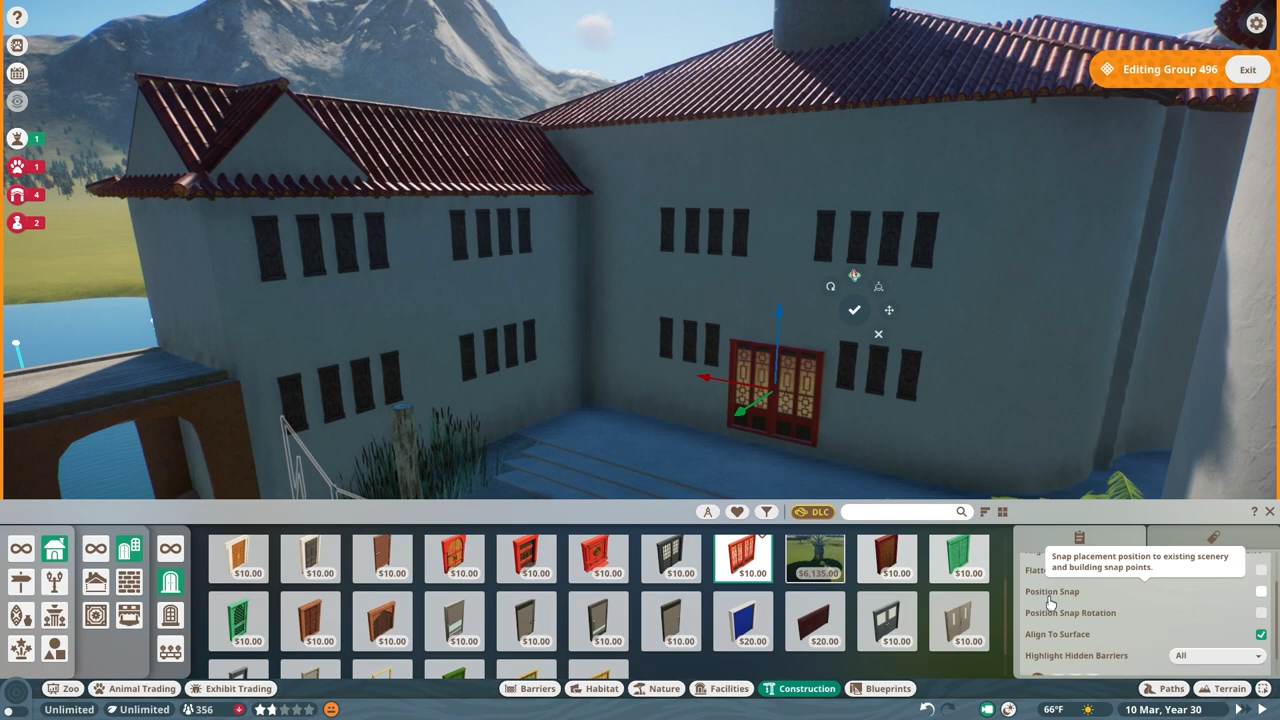 ?
Editing Group 496
Exit
1
1
4
2
DLC
?
$10.00
$10.00
$10.00
$10.00
$10.00
$10.00
$10.00
$10.00
$6,135.00
$10.00
$10.00
Snap placement position to existing scenery
and building snap points.
Position Snap
Position Snap Rotation
Align To Surface
Highlight Hidden Barriers
All
$10.00
$10.00
$10.00
$10.00
$10.00
$10.00
$10.00
$20.00
$20.00
$10.00
$10.00
Zoo
Animal Trading
Exhibit Trading
Barriers
Habitat
Nature
Facilities
Construction
Blueprints
Paths
Terrain
Unlimited
Unlimited
356
66°F
10 Mar, Year 30